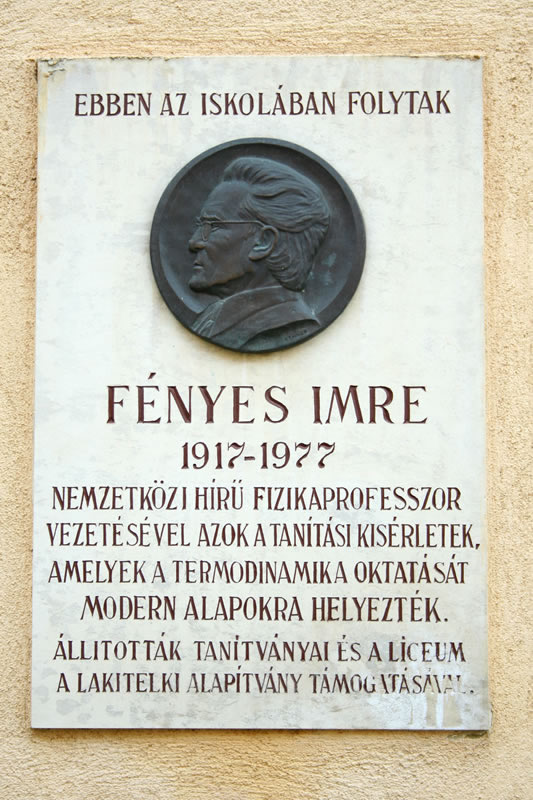 EBBEN AZ ISKOLÁBAN FOLYTAK
FÉNYES IMRE
1917-1977
NEMZETKÖZI HÍRŰ FIZIKAPROFESSZOR
VEZETÉSÉVEL AZOK A TANÍTÁSI KISÉRLETEK,
AMELYEK A TERMODINAMIKA OKTATÁSÁT
MODERN ALAPOKRA HELYEZTÉK.
ÁLLITOTTÁK TANÍTVÁNYAI ÉS A LÍCEUM
A LAKITELKI ALAPÍTVÁNY TÁMOGATÁSÁVAL.